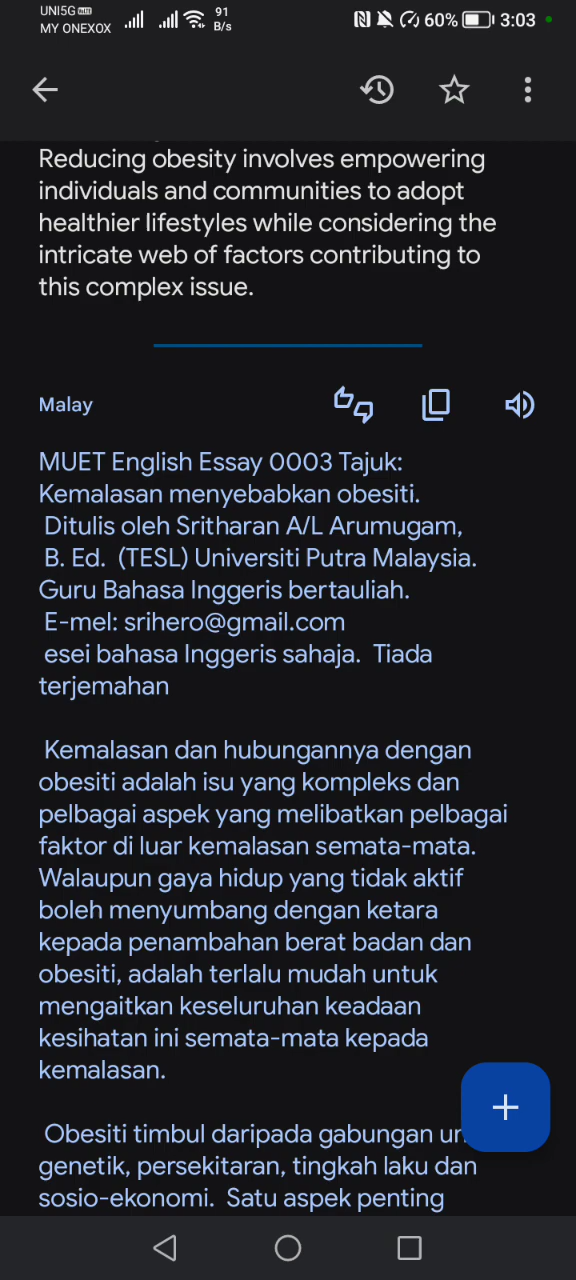 UNI5G
MY ONEXOX
91
B/s
60%
3:03
Reducing obesity involves empowering
individuals and communities to adopt
healthier lifestyles while considering the
intricate web of factors contributing to
this complex issue.
Malay
MUET English Essay 0003 Tajuk:
Kemalasan menyebabkan obesiti.
Ditulis oleh Sritharan A/L Arumugam,
B. Ed. (TESL) Universiti Putra Malaysia.
Guru Bahasa Inggeris bertauliah.
E-mel: srihero@gmail.com
esei bahasa Inggeris sahaja. Tiada
terjemahan
Kemalasan dan hubungannya dengan
obesiti adalah isu yang kompleks dan
pelbagai aspek yang melibatkan pelbagai
faktor di luar kemalasan semata-mata.
Walaupun gaya hidup yang tidak aktif
boleh menyumbang dengan ketara
kepada penambahan berat badan dan
obesiti, adalah terlalu mudah untuk
mengaitkan keseluruhan keadaan
kesihatan ini semata-mata kepada
kemalasan.
Obesiti timbul daripada gabungan
genetik, persekitaran, tingkah laku dan
sosio-ekonomi. Satu aspek penting